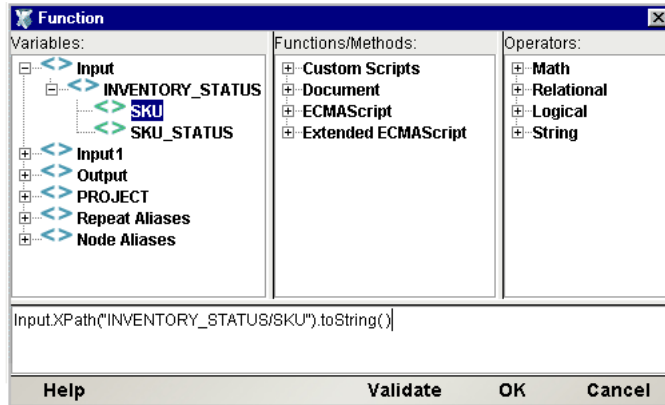 Function
Variables:
Input
INVENTORY_STATUS
SKU
SKU_STATUS
Input1
Output
PROJECT
Repeat Aliases
Node Aliases
Functions/Methods:
Custom Scripts
Document
ECMAScript
Extended ECMAScript
Operators:
Math
Relational
Logical
String
Input.XPath("INVENTORY_STATUS/SKU").toString()
Help Validate OK Cancel